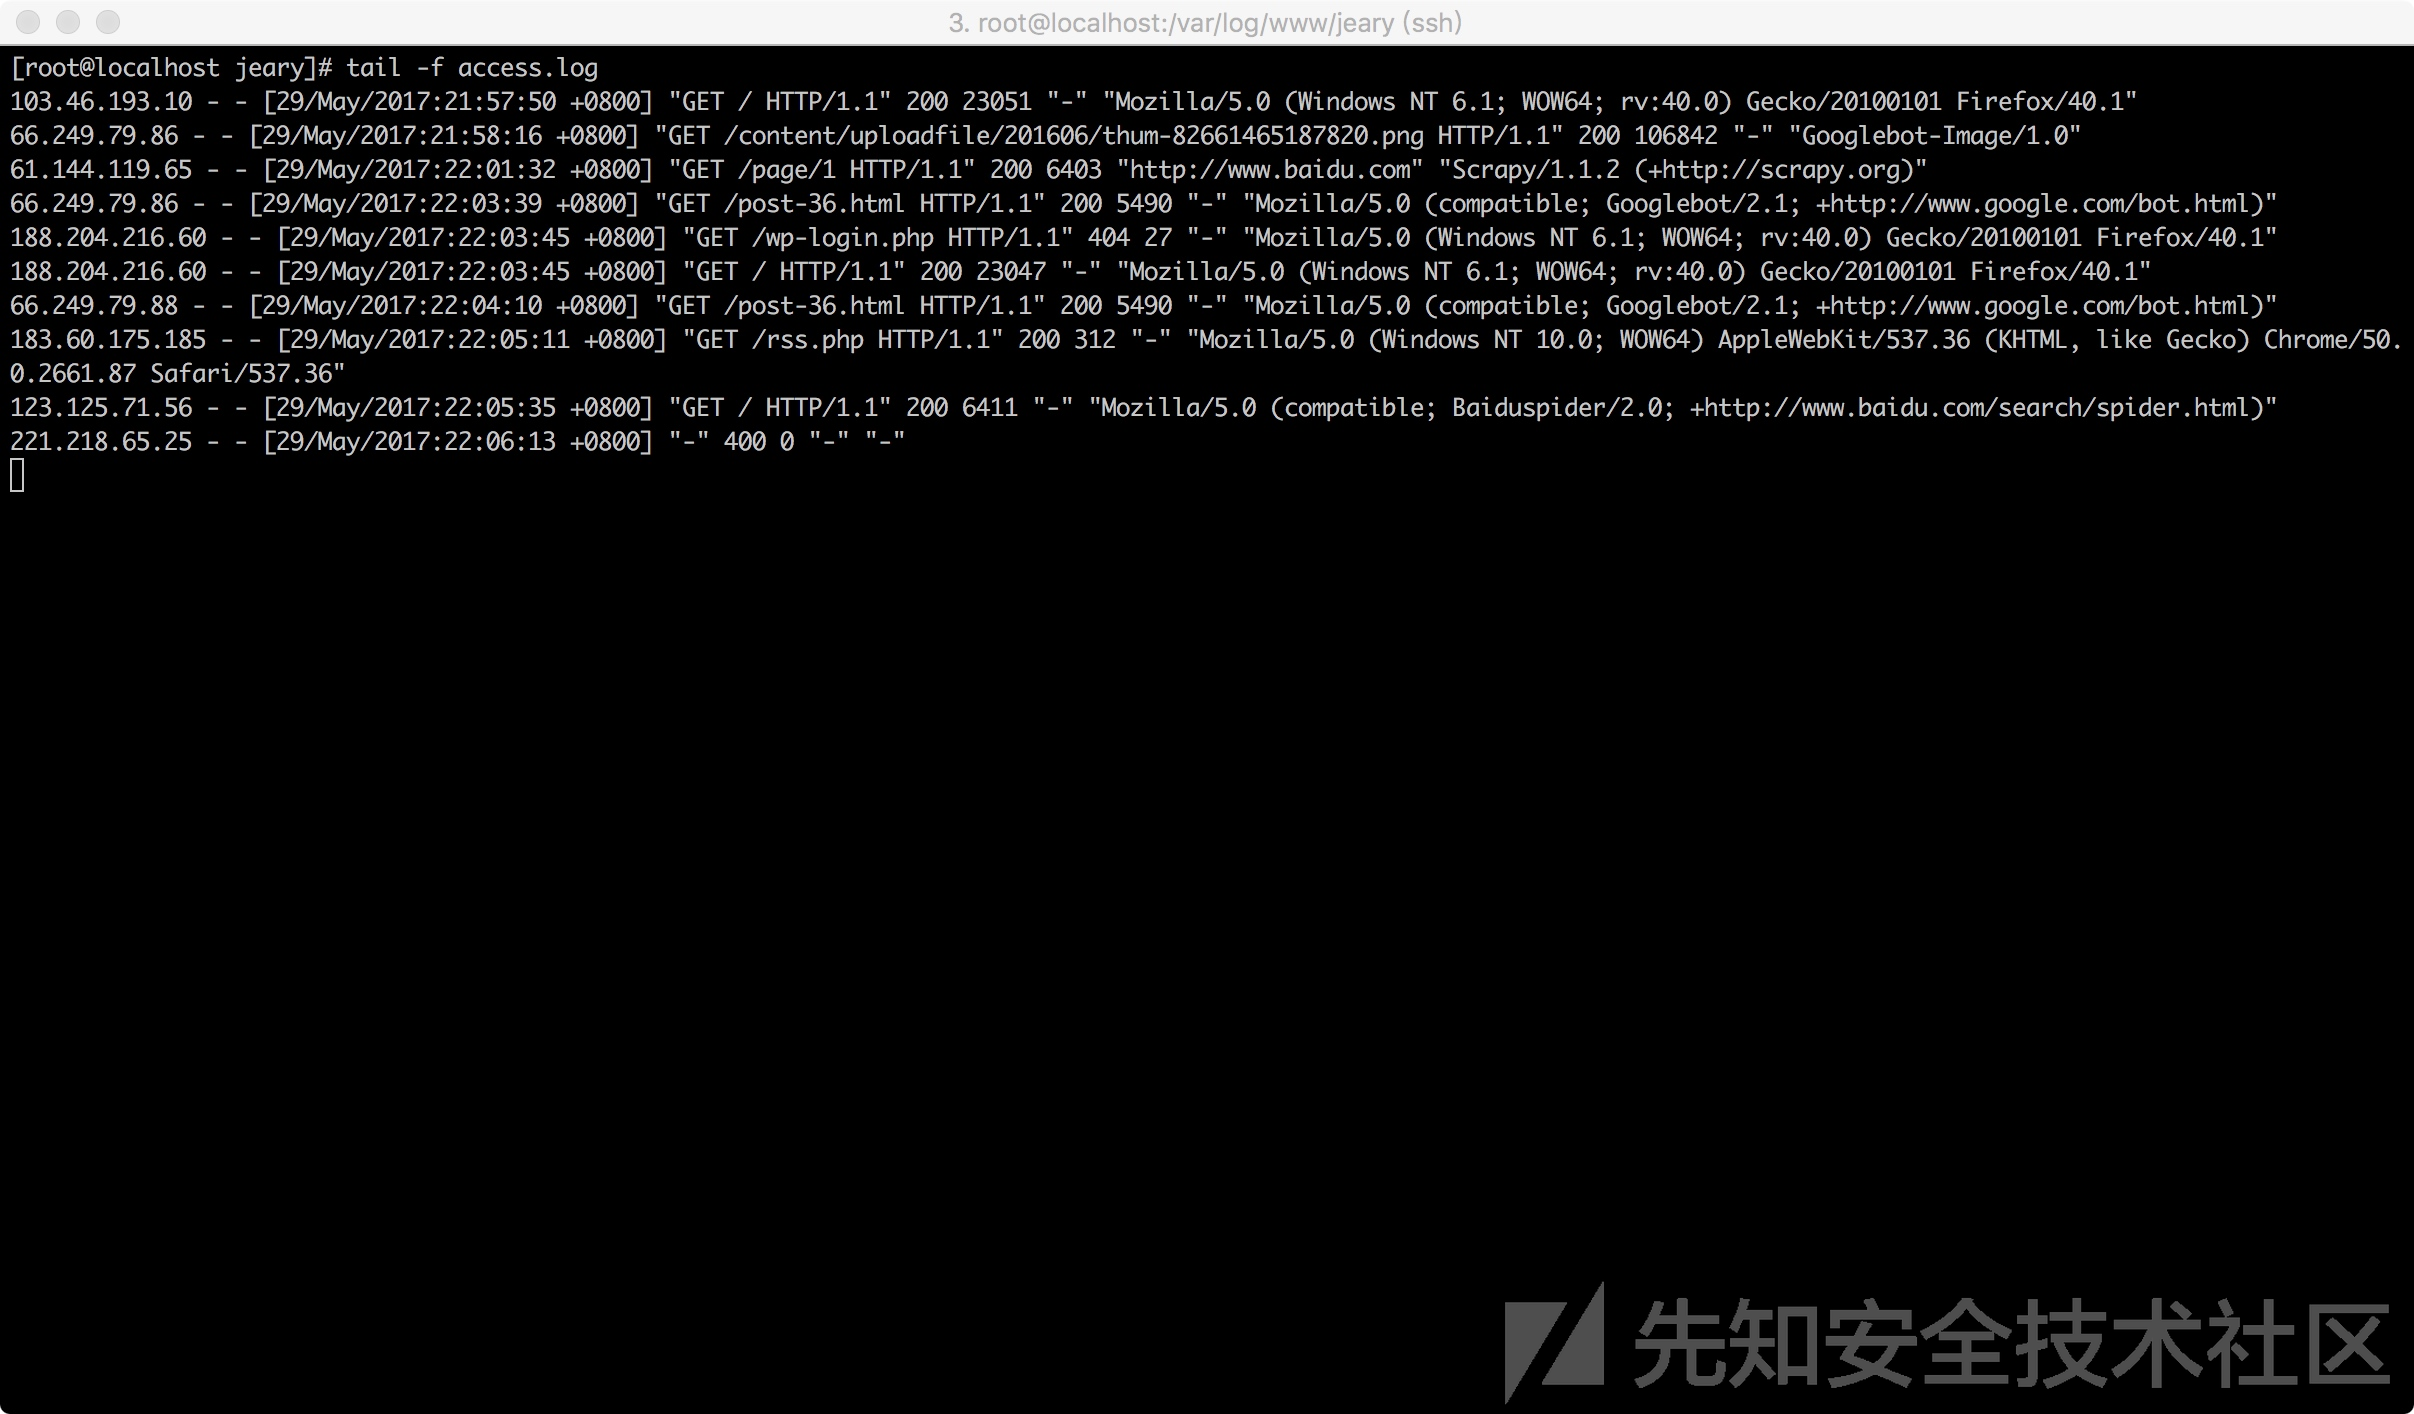 3. root@localhost:/var/log/www/jeary (ssh)
[root@localhost jeary]# tail -f access.log
103.46.193.10 - - [29/May/2017:21:57:50 +0800] "GET / HTTP/1.1" 200 23051 "-" "Mozilla/5.0 (Windows NT 6.1; WOW64; rv:40.0) Gecko/20100101 Firefox/40.1"
66.249.79.86 - - [29/May/2017:21:58:16 +0800] "GET /content/uploadfile/201606/thum-82661465187820.png HTTP/1.1" 200 106842 "-" "Googlebot-Image/1.0"
61.144.119.65 - - [29/May/2017:22:01:32 +0800] "GET /page/1 HTTP/1.1" 200 6403 "http://www.baidu.com" "Scrapy/1.1.2 (+http://scrapy.org)"
66.249.79.86 - - [29/May/2017:22:03:39 +0800] "GET /post-36.html HTTP/1.1" 200 5490 "-" "Mozilla/5.0 (compatible; Googlebot/2.1; +http://www.google.com/bot.html)"
188.204.216.60 - - [29/May/2017:22:03:45 +0800] "GET /wp-login.php HTTP/1.1" 404 27 "-" "Mozilla/5.0 (Windows NT 6.1; WOW64; rv:40.0) Gecko/20100101 Firefox/40.1"
188.204.216.60 - - [29/May/2017:22:03:45 +0800] "GET / HTTP/1.1" 200 23047 "-" "Mozilla/5.0 (Windows NT 6.1; WOW64; rv:40.0) Gecko/20100101 Firefox/40.1"
66.249.79.88 - - [29/May/2017:22:04:10 +0800] "GET /post-36.html HTTP/1.1" 200 5490 "-" "Mozilla/5.0 (compatible; Googlebot/2.1; +http://www.google.com/bot.html)"
183.60.175.185 - - [29/May/2017:22:05:11 +0800] "GET /rss.php HTTP/1.1" 200 312 "-" "Mozilla/5.0 (Windows NT 10.0; WOW64) AppleWebKit/537.36 (KHTML, like Gecko) Chrome/50.
0.2661.87 Safari/537.36"
123.125.71.56 - - [29/May/2017:22:05:35 +0800] "GET / HTTP/1.1" 200 6411 "-" "Mozilla/5.0 (compatible; Baiduspider/2.0; +http://www.baidu.com/search/spider.html)"
221.218.65.25 - - [29/May/2017:22:06:13 +0800] "-" 400 0 "-" "-"
先知安全技术社区